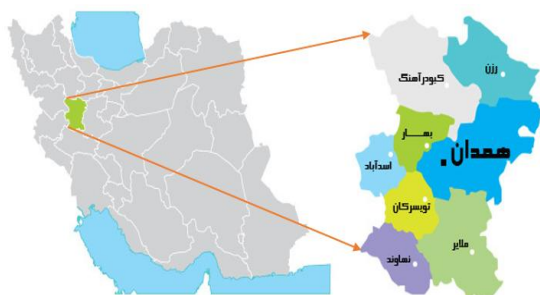 رزن
کبودرآهنگ
بهار
همدان
اسدآباد
تویسرکان
ملایر
نهاوند